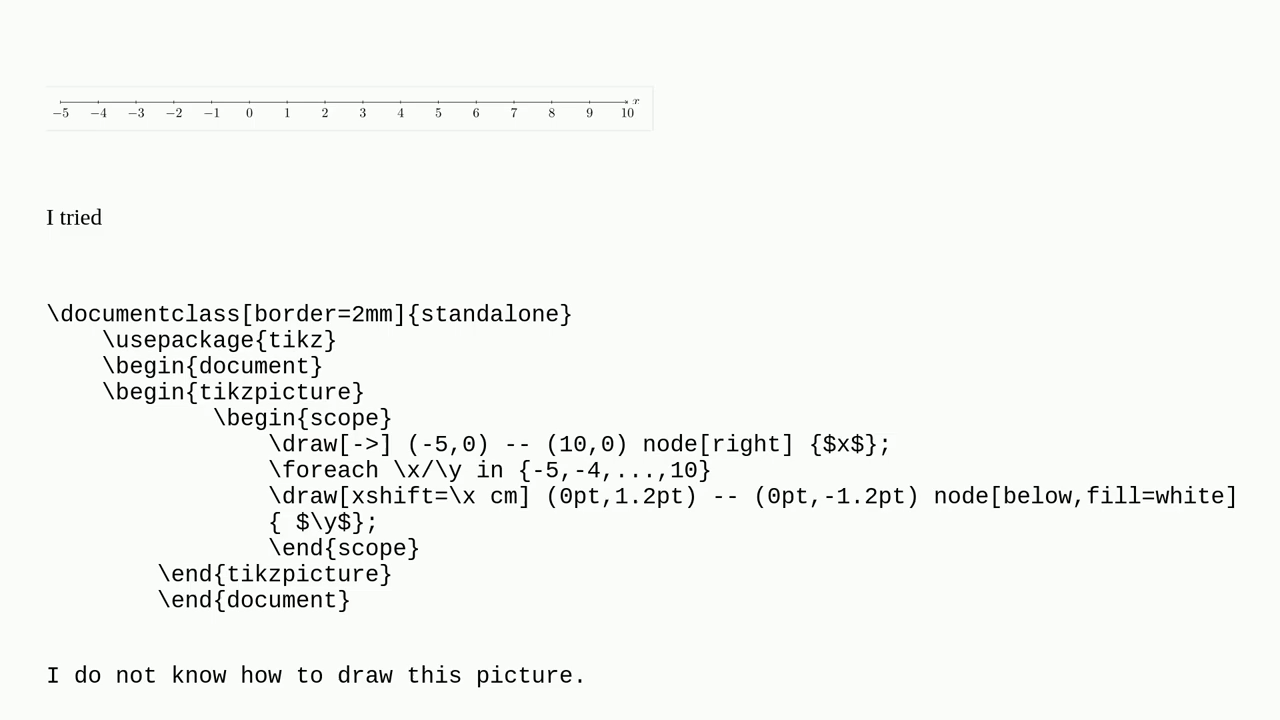 x
−5 −4 −3 −2 −1 0 1 2 3 4 5 6 7 8 9 10
I tried
\documentclass[border=2mm]{standalone}
\usepackage{tikz}
\begin{document}
\begin{tikzpicture}
\begin{scope}
\draw[->] (-5,0) -- (10,0) node[right] {$x$};
\foreach \x/\y in {-5,-4,...,10}
\draw[xshift=\x cm] (0pt,1.2pt) -- (0pt,-1.2pt) node[below,fill=white]
{ $\y$};
\end{scope}
\end{tikzpicture}
\end{document}
I do not know how to draw this picture.